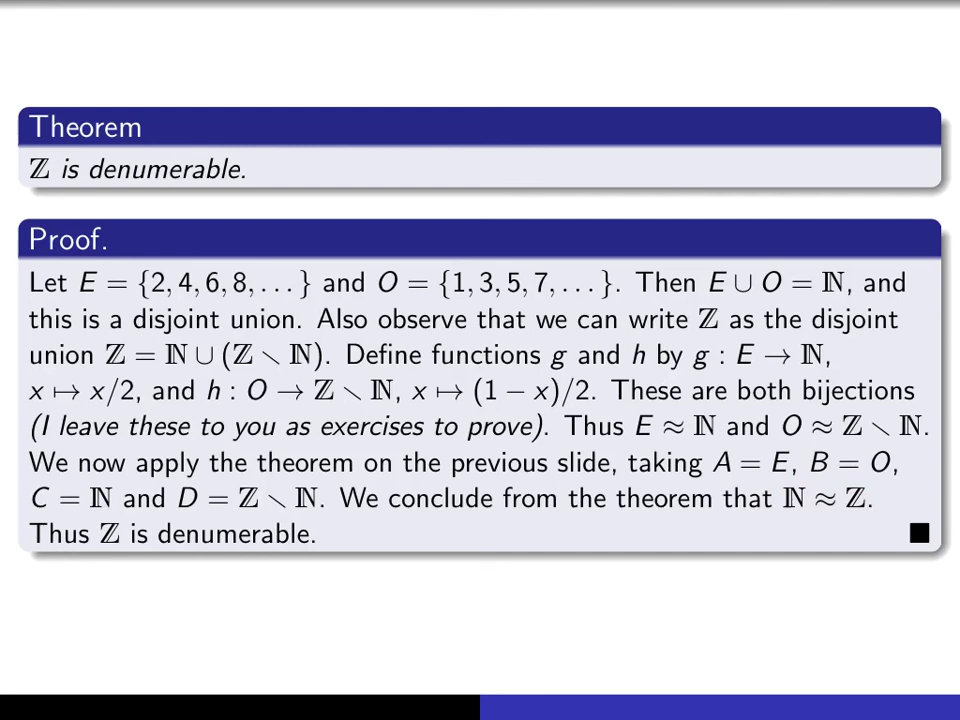 Theorem
ℤ is denumerable.
Proof.
Let E = {2, 4, 6, 8, . . . } and O = {1, 3, 5, 7, . . . }. Then E ∪ O = ℕ, and
this is a disjoint union. Also observe that we can write ℤ as the disjoint
union ℤ = ℕ ∪ (ℤ ∖ ℕ). Define functions g and h by g : E → ℕ,
x ↦ x/2, and h : O → ℤ ∖ ℕ, x ↦ (1 − x)/2. These are both bijections
(I leave these to you as exercises to prove). Thus E ≈ ℕ and O ≈ ℤ ∖ ℕ.
We now apply the theorem on the previous slide, taking A = E, B = O,
C = ℕ and D = ℤ ∖ ℕ. We conclude from the theorem that ℕ ≈ ℤ.
Thus ℤ is denumerable. ■